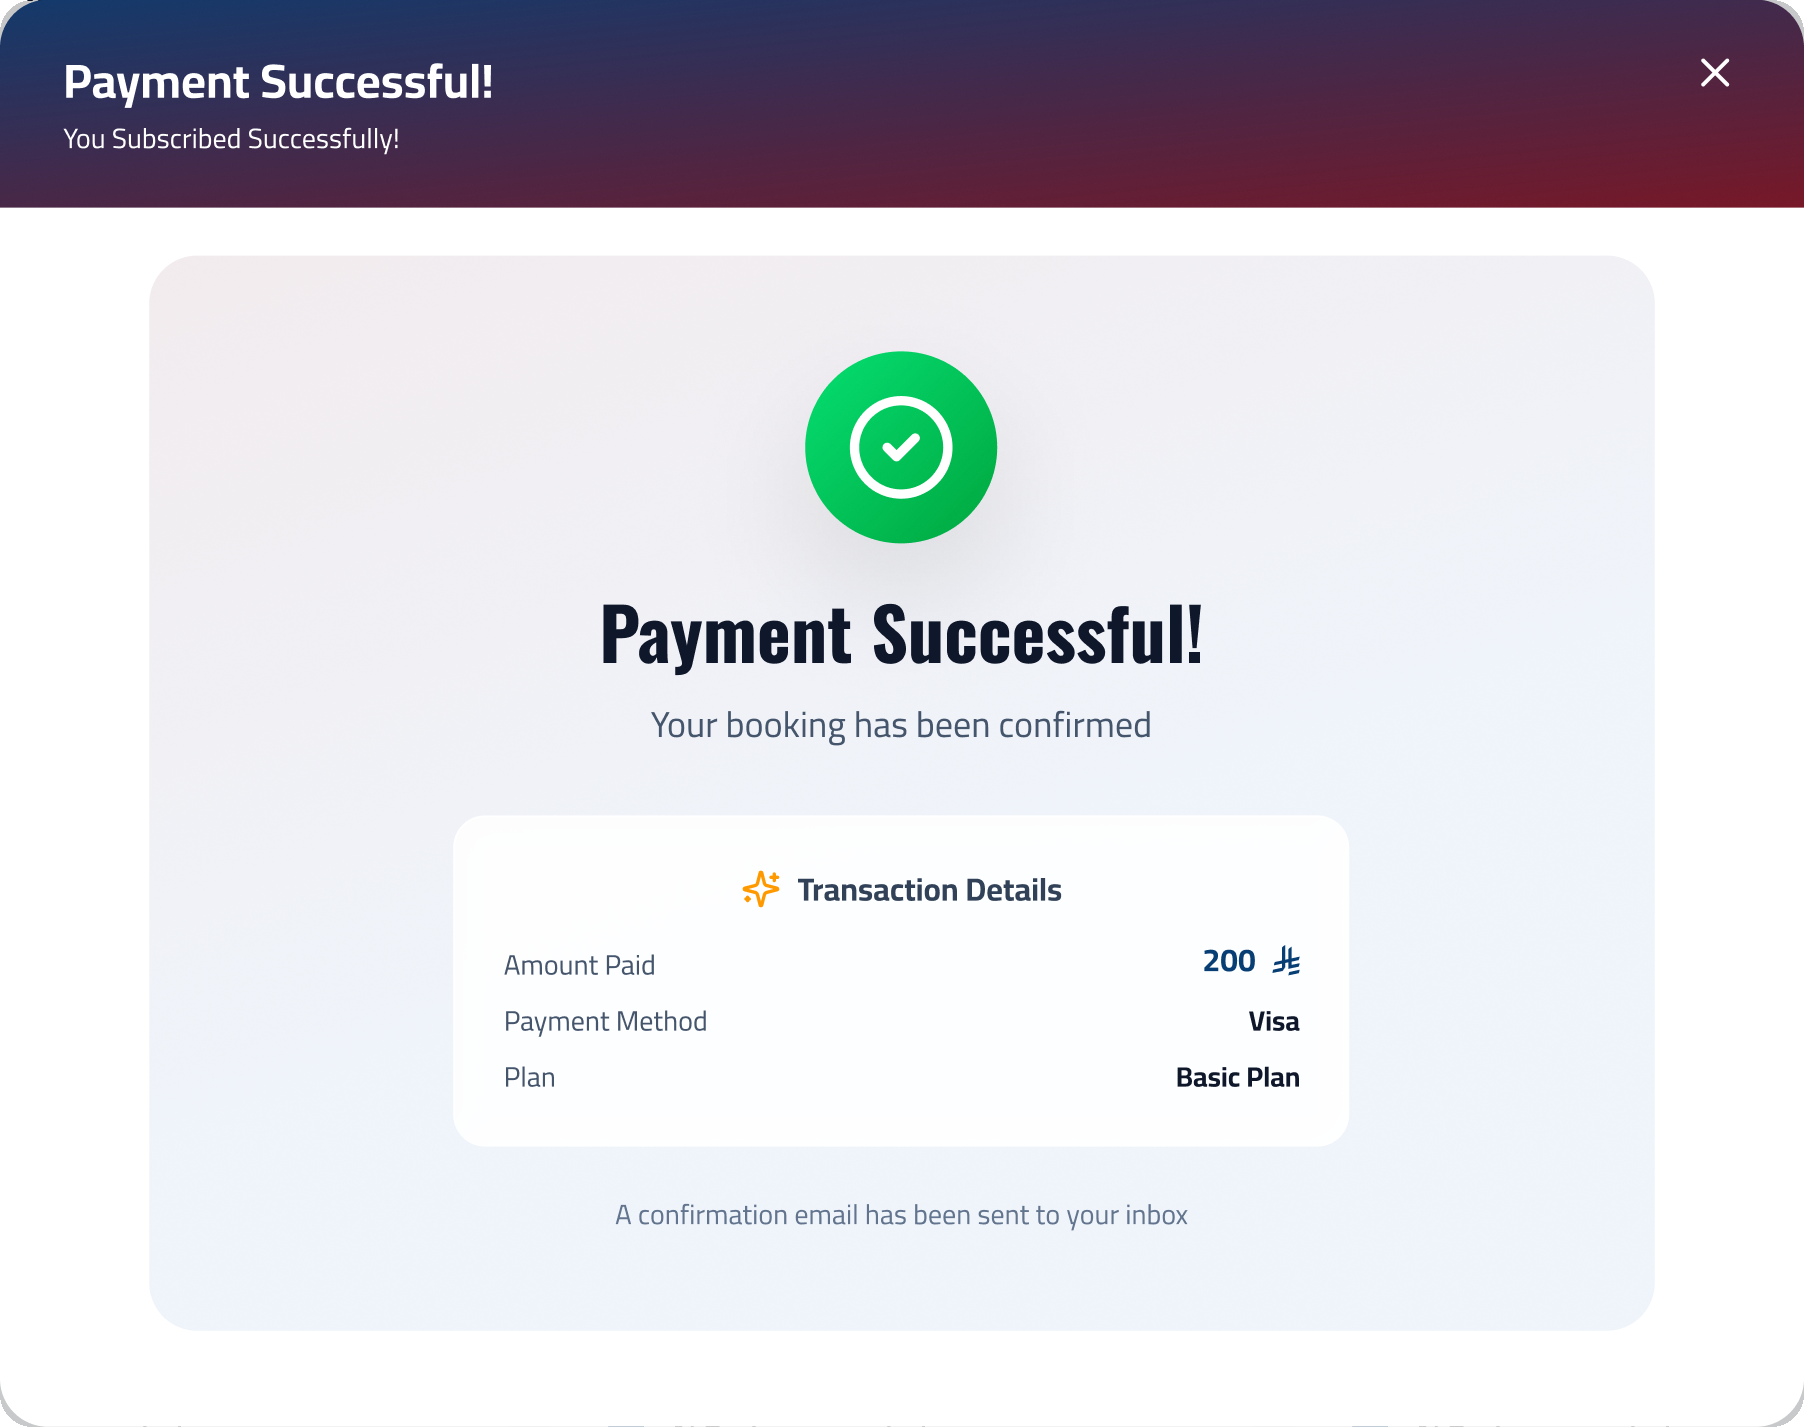 Payment Successful!
You Subscribed Successfully!
Payment Successful!
Your booking has been confirmed
Transaction Details
Amount Paid 200 ⃁
Payment Method Visa
Plan Basic Plan
A confirmation email has been sent to your inbox